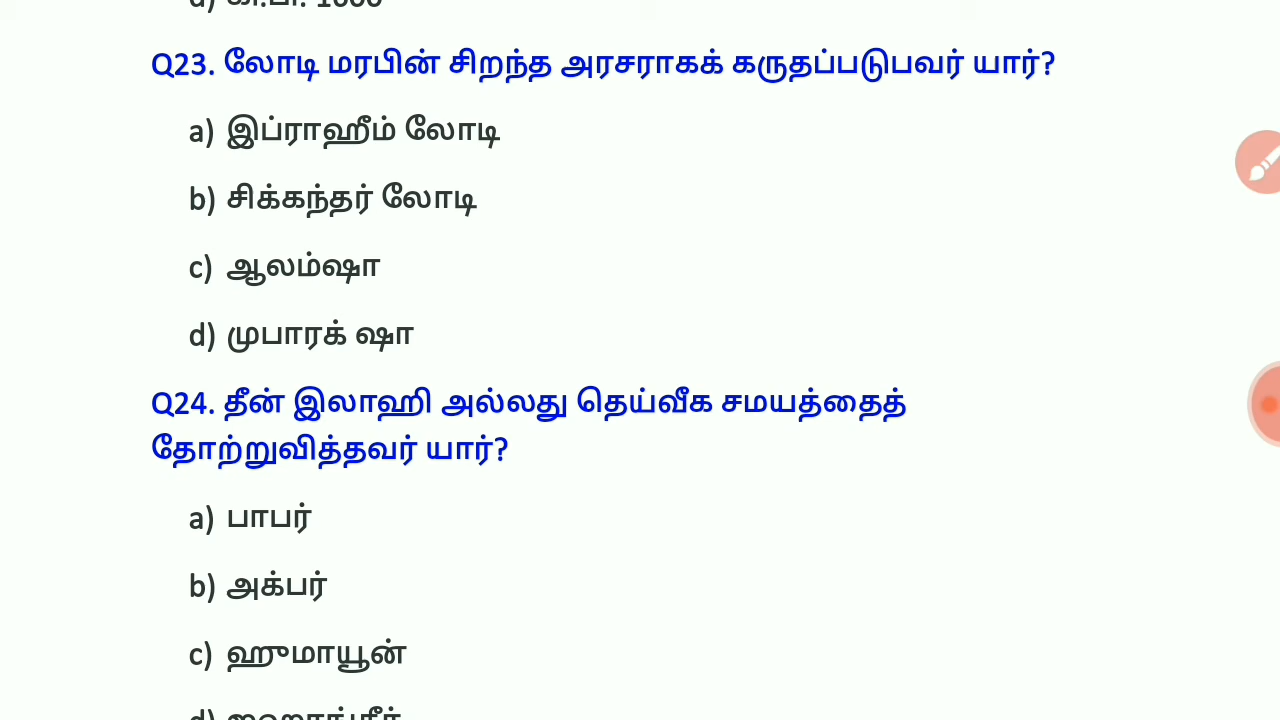 Q23. லோடி மரபின் சிறந்த அரசராகக் கருதப்படுபவர் யார்?
a) இப்ராஹீம் லோடி
b) சிக்கந்தர் லோடி
c) ஆலம்ஷா
d) முபாரக் ஷா
Q24. தீன் இலாஹி அல்லது தெய்வீக சமயத்தைத்
தோற்றுவித்தவர் யார்?
a) பாபர்
b) அக்பர்
c) ஹுமாயூன்